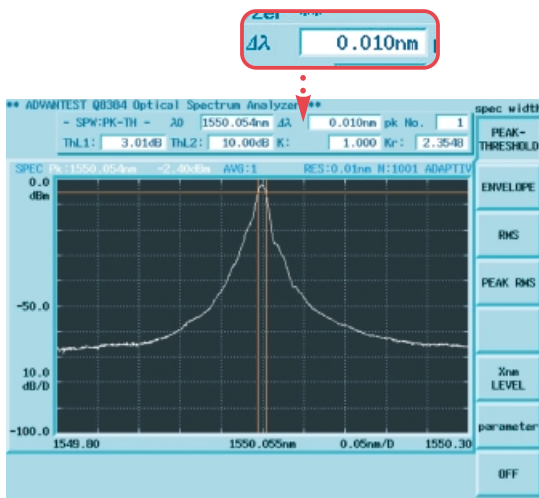 Δλ 0.010nm
** ADVANTEST Q8384 Optical Spectrum Analyzer **
- SPW:PK-TH - λ0 1550.054nm Δλ 0.010nm pk No. 1
ThL1: 3.01dB ThL2: 10.00dB K: 1.000 Kr: 2.3548
SPEC Pk:1550.054nm -2.40dBm AVG:1 RES:0.01nm N:1001 ADAPTIV
0.0
dBm
-50.0
10.0
dB/D
-100.0
1549.80 1550.055nm 0.05nm/D 1550.30
spec width
PEAK-
THRESHOLD
ENVELOPE
RMS
PEAK RMS
Xnm
LEVEL
parameter
OFF